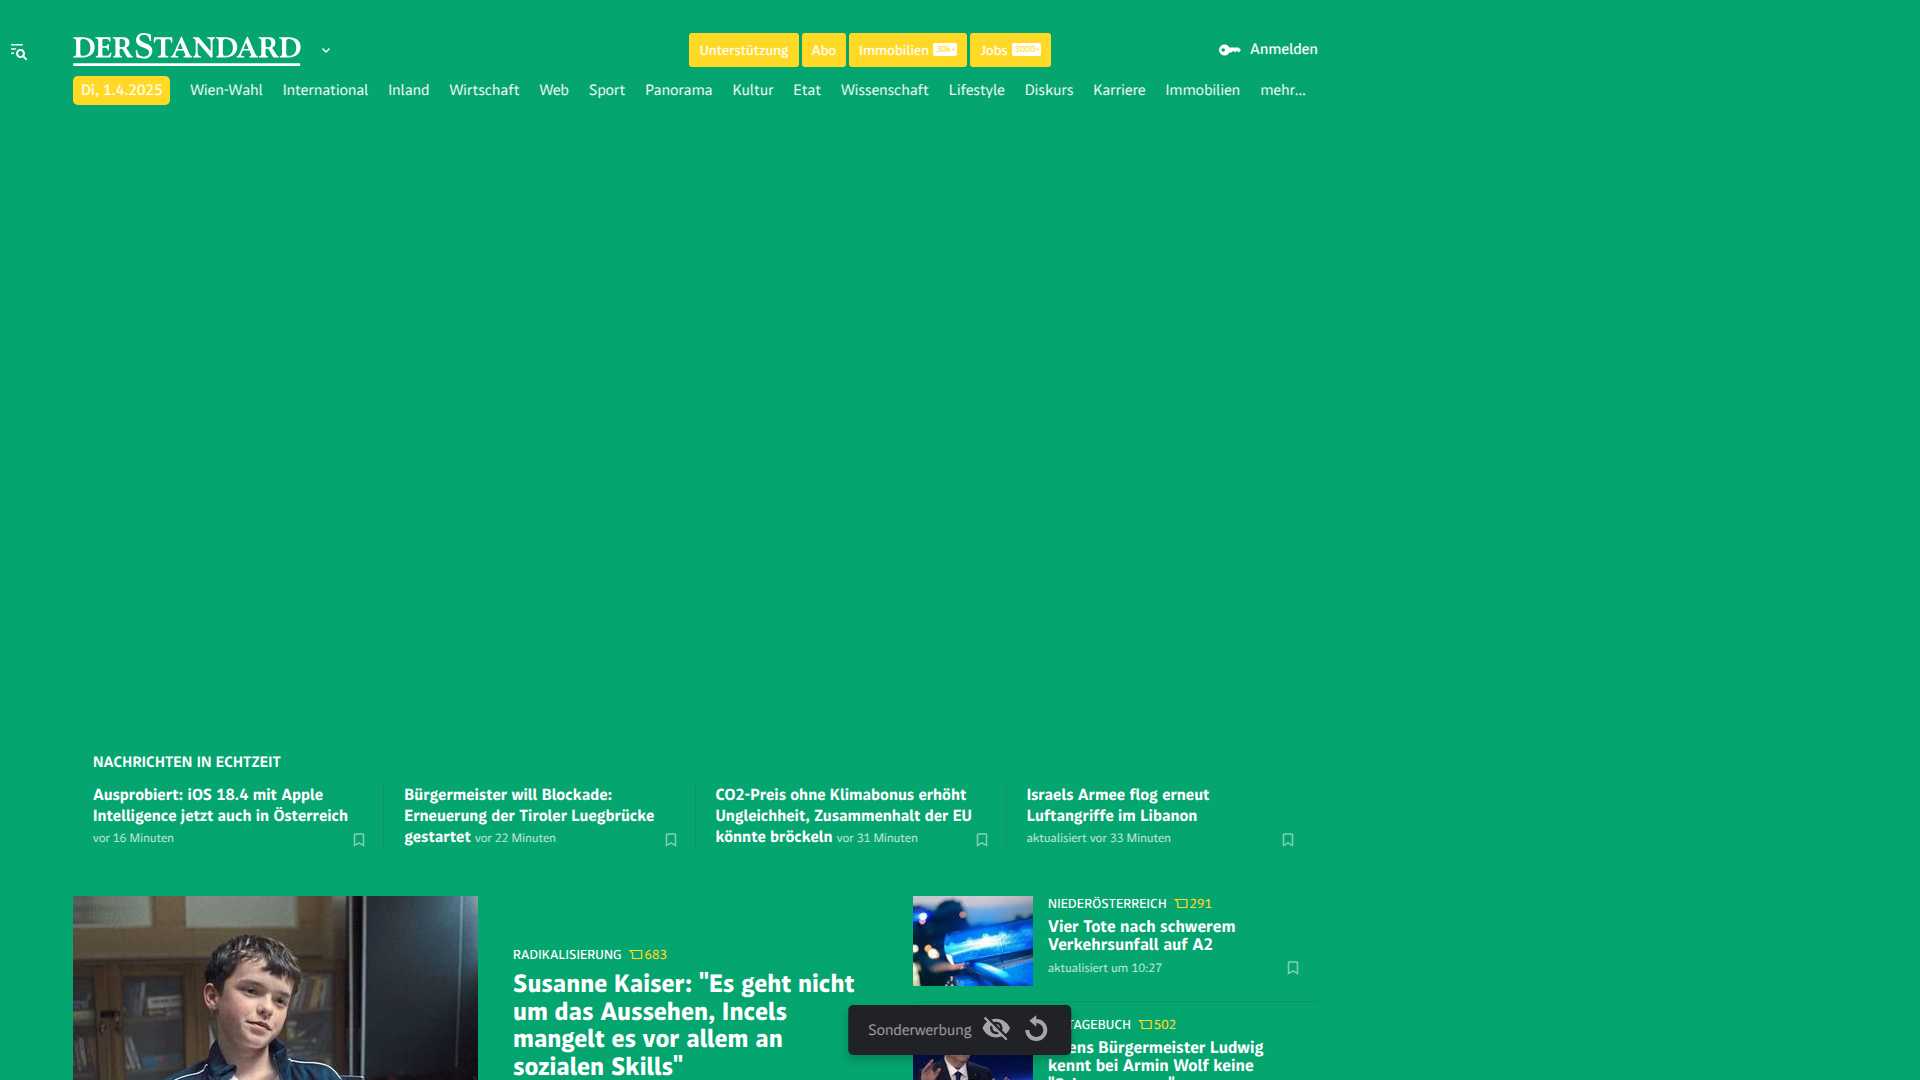 DERSTANDARD
Unterstützung Abo Immobilien Jobs
Anmelden
Di, 1.4.2025 Wien-Wahl International Inland Wirtschaft Web Sport Panorama Kultur Etat Wissenschaft Lifestyle Diskurs Karriere Immobilien mehr...
NACHRICHTEN IN ECHTZEIT
Ausprobiert: iOS 18.4 mit Apple
Intelligence jetzt auch in Österreich
vor 16 Minuten
Bürgermeister will Blockade:
Erneuerung der Tiroler Luegbrücke
gestartet vor 22 Minuten
CO2-Preis ohne Klimabonus erhöht
Ungleichheit, Zusammenhalt der EU
könnte bröckeln vor 31 Minuten
Israels Armee flog erneut
Luftangriffe im Libanon
aktualisiert vor 33 Minuten
RADIKALISIERUNG 683
Susanne Kaiser: "Es geht nicht
um das Aussehen, Incels
mangelt es vor allem an
sozialen Skills"
NIEDERÖSTERREICH 291
Vier Tote nach schwerem
Verkehrsunfall auf A2
aktualisiert um 10:27
TAGEBUCH 502
ens Bürgermeister Ludwig
kennt bei Armin Wolf keine
Sonderwerbung